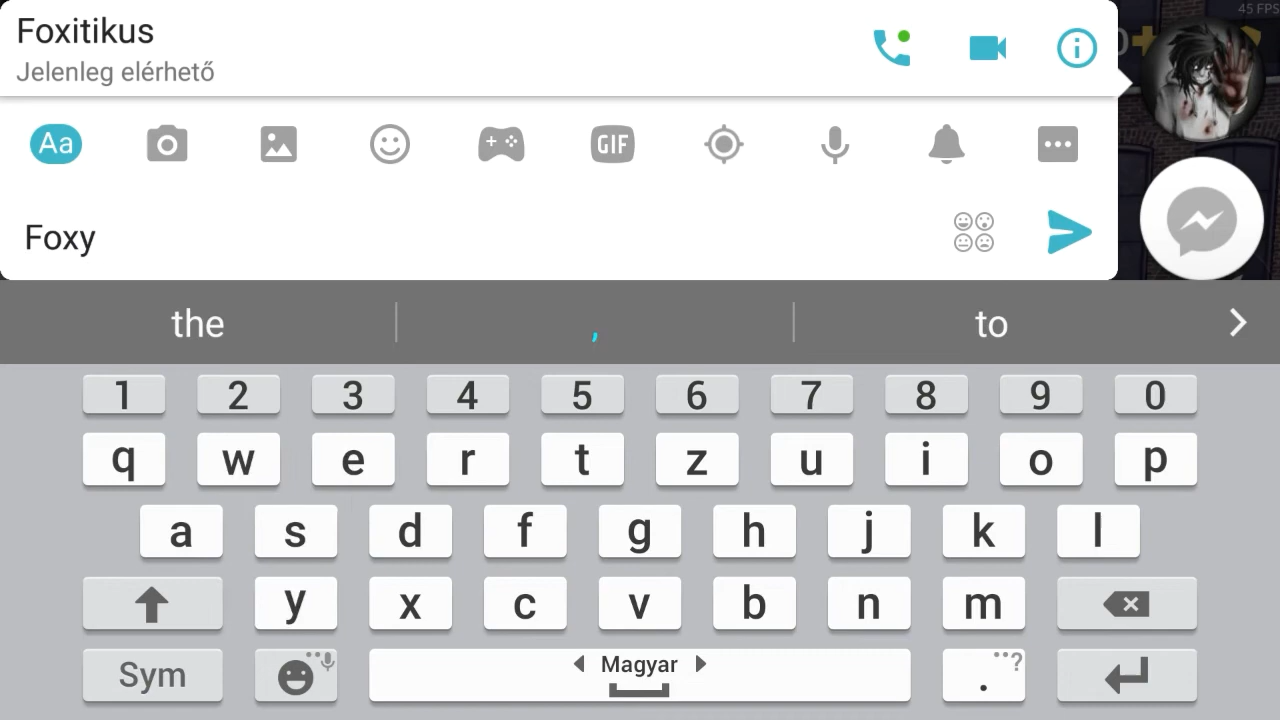 45 FPS
Foxitikus
Jelenleg elérhető
Aa
GIF
Foxy
the , to
1 2 3 4 5 6 7 8 9 0
q w e r t z u i o p
a s d f g h j k l
y x c v b n m
Sym Magyar . ?